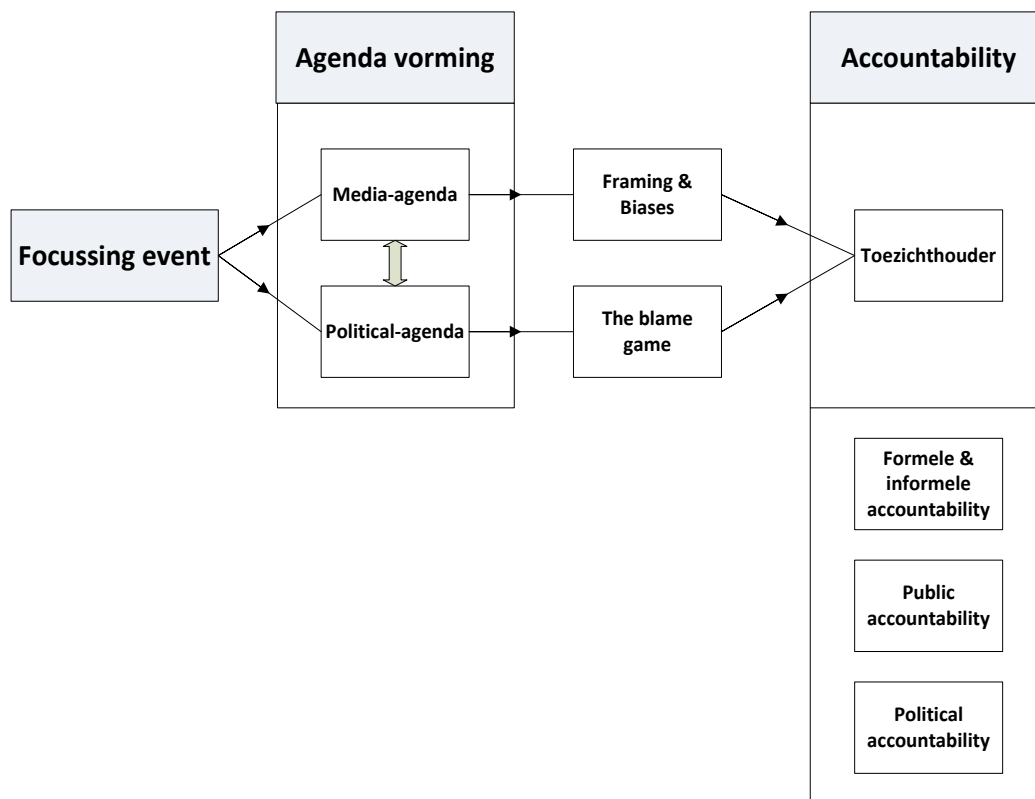 Agenda vorming
Accountability
Focussing event
Media-agenda
Political-agenda
Framing &
Biases
The blame
game
Toezichthouder
Formele &
informele
accountability
Public
accountability
Political
accountability